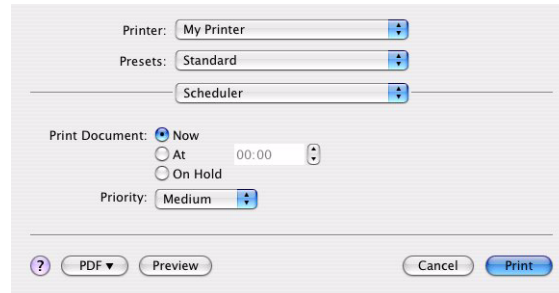 Printer: My Printer
Presets: Standard
Scheduler
Print Document: Now
At 00:00
On Hold
Priority: Medium
? PDF ▼ Preview Cancel Print